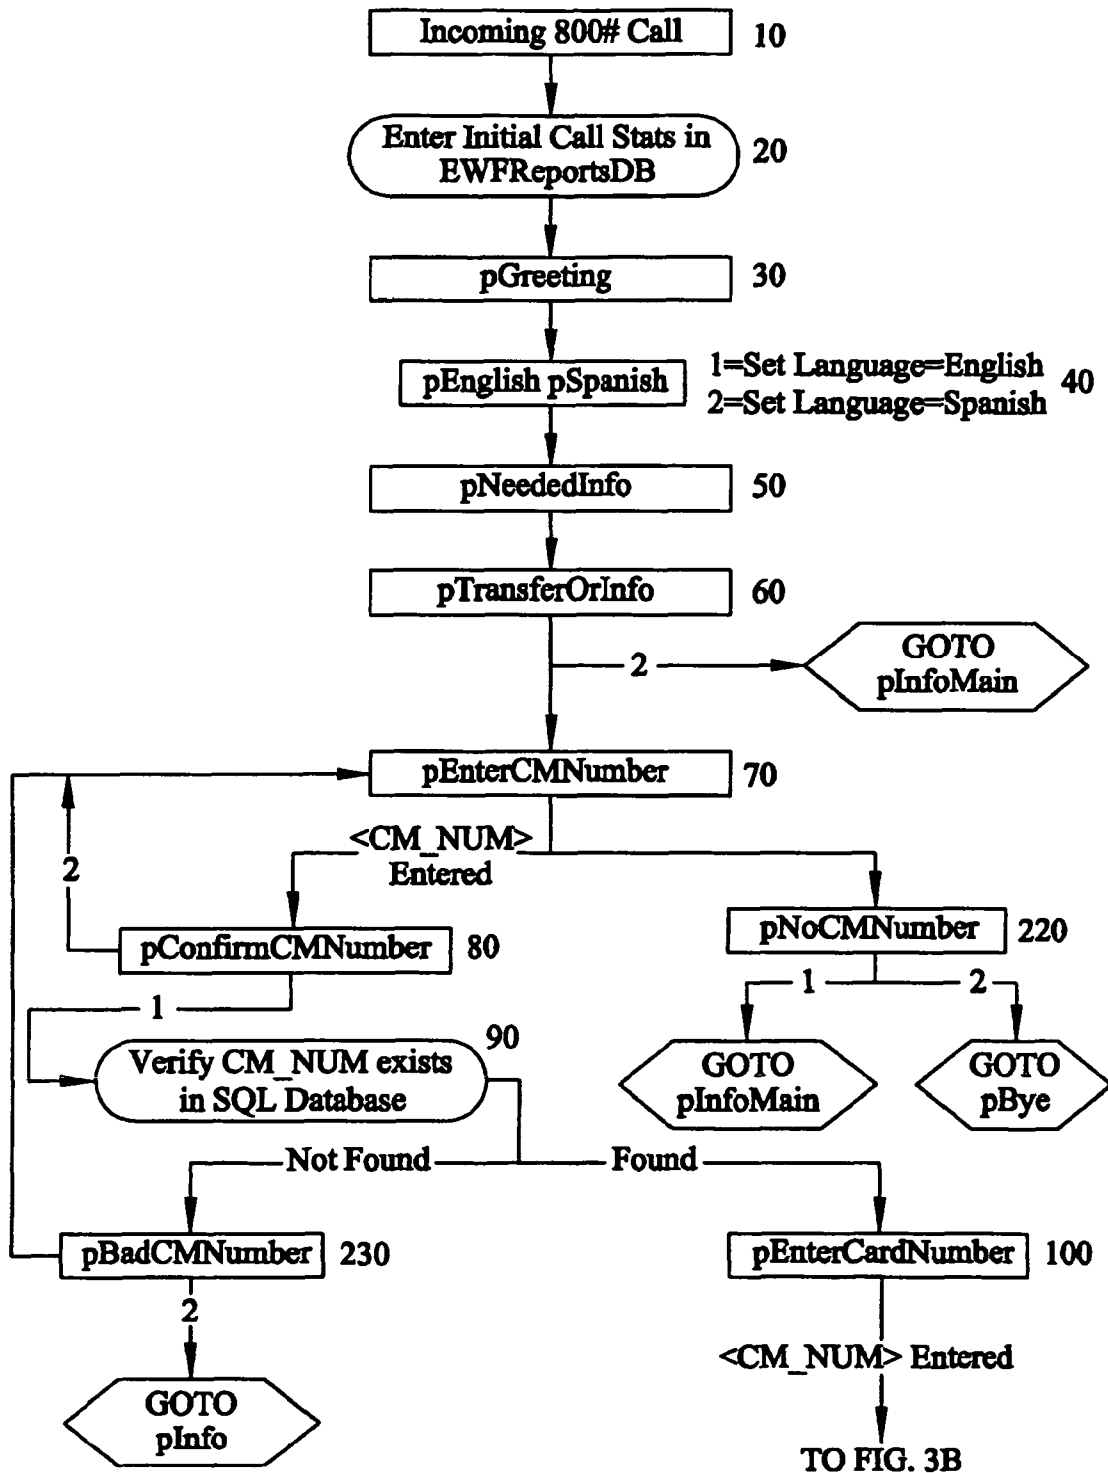 Incoming 800# Call
10
Enter Initial Call Stats in
EWFReportsDB
20
pGreeting
30
pEnglish pSpanish
1=Set Language=English
2=Set Language=Spanish
40
pNeededInfo
50
pTransferOrInfo
60
2
GOTO
pInfoMain
pEnterCMNumber
70
<CM_NUM>
Entered
2
pConfirmCMNumber
80
pNoCMNumber
220
1
1
2
90
Verify CM_NUM exists
in SQL Database
GOTO
pInfoMain
GOTO
pBye
Not Found
Found
pBadCMNumber
230
pEnterCardNumber
100
2
<CM_NUM> Entered
GOTO
pInfo
TO FIG. 3B